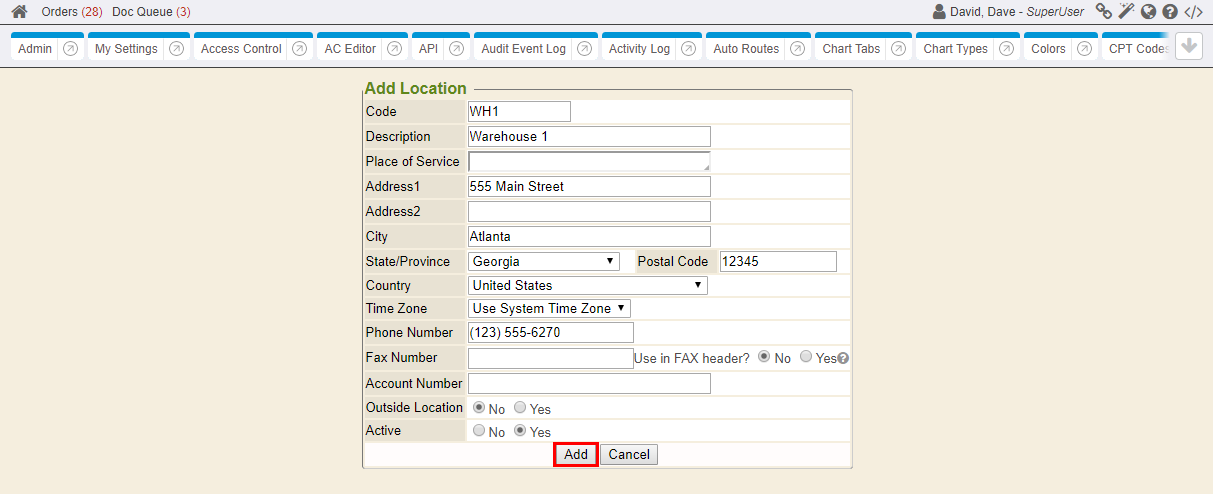 Orders (28) Doc Queue (3) David, Dave - SuperUser
Admin My Settings Access Control AC Editor API Audit Event Log Activity Log Auto Routes Chart Tabs Chart Types Colors CPT Codes
Add Location
Code WH1
Description Warehouse 1
Place of Service
Address1 555 Main Street
Address2
City Atlanta
State/Province Georgia Postal Code 12345
Country United States
Time Zone Use System Time Zone
Phone Number (123) 555-6270
Fax Number Use in FAX header? No Yes
Account Number
Outside Location No Yes
Active No Yes
Add Cancel